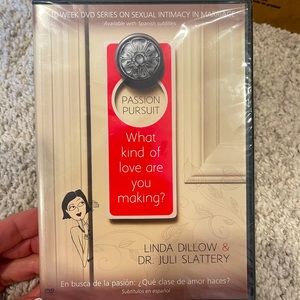 10 WEEK DVD SERIES ON SEXUAL INTIMACY IN MARRIAGE
Available with Spanish subtitles
PASSION
PURSUIT
What
kind of
love are
you
making?
LINDA DILLOW &
DR. JULI SLATTERY
En busca de la pasión: ¿Qué clase de amor haces?
Subtítulos en español
DVD